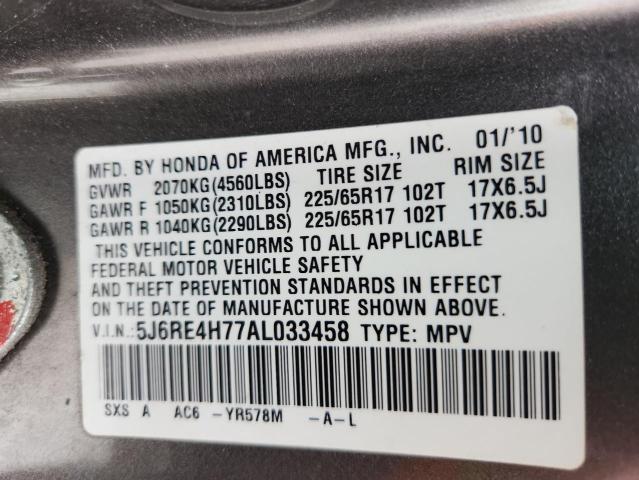 MFD. BY HONDA OF AMERICA MFG., INC. 01/'10
GVWR 2070KG(4560LBS) TIRE SIZE RIM SIZE
GAWR F 1050KG(2310LBS) 225/65R17 102T 17X6.5J
GAWR R 1040KG(2290LBS) 225/65R17 102T 17X6.5J
THIS VEHICLE CONFORMS TO ALL APPLICABLE
FEDERAL MOTOR VEHICLE SAFETY
AND THEFT PREVENTION STANDARDS IN EFFECT
ON THE DATE OF MANUFACTURE SHOWN ABOVE.
V.I.N.: 5J6RE4H77AL033458 TYPE: MPV
SXS A AC6 -YR578M -A-L